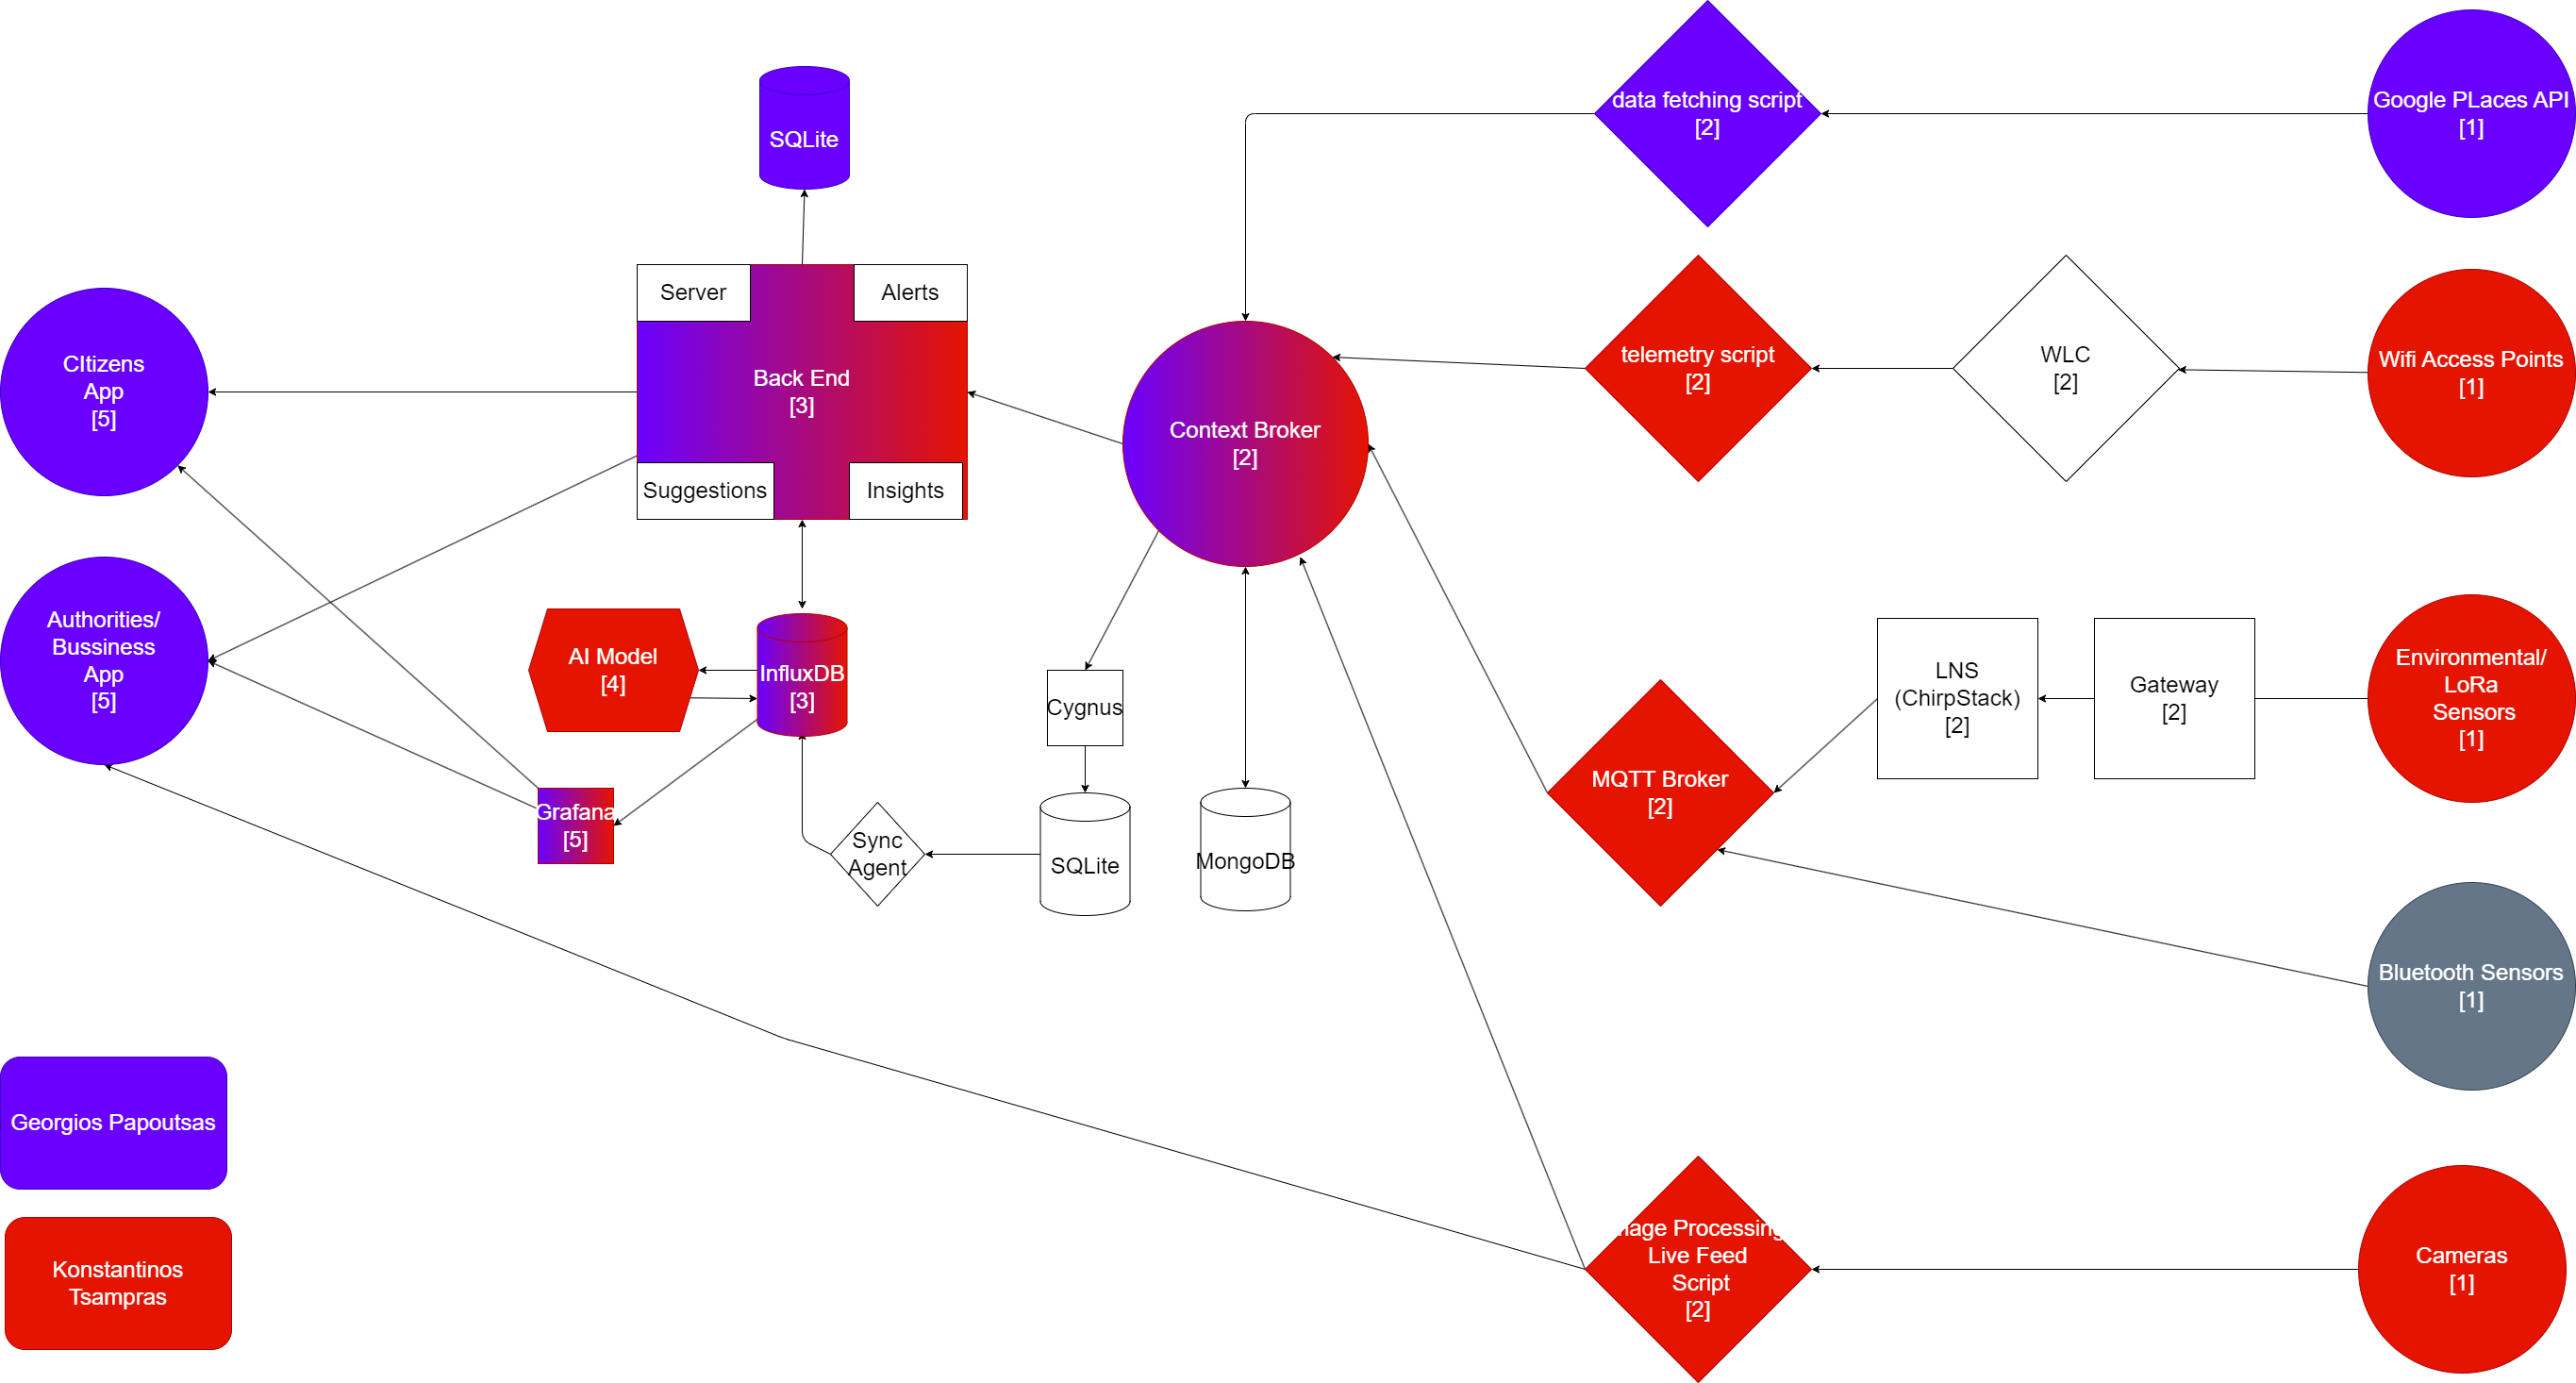 data fetching script
[2]
Google PLaces API
[1]
SQLite
Server
Alerts
Back End
[3]
Suggestions
Insights
CItizens
App
[5]
Context Broker
[2]
telemetry script
[2]
WLC
[2]
Wifi Access Points
[1]
Authorities/
Bussiness
App
[5]
AI Model
[4]
InfluxDB
[3]
Cygnus
LNS
(ChirpStack)
[2]
Gateway
[2]
Environmental/
LoRa
Sensors
[1]
MQTT Broker
[2]
Grafana
[5]
Sync
Agent
SQLite
MongoDB
Bluetooth Sensors
[1]
Georgios Papoutsas
Konstantinos
Tsampras
Processing
Live Feed
Script
[2]
Cameras
[1]